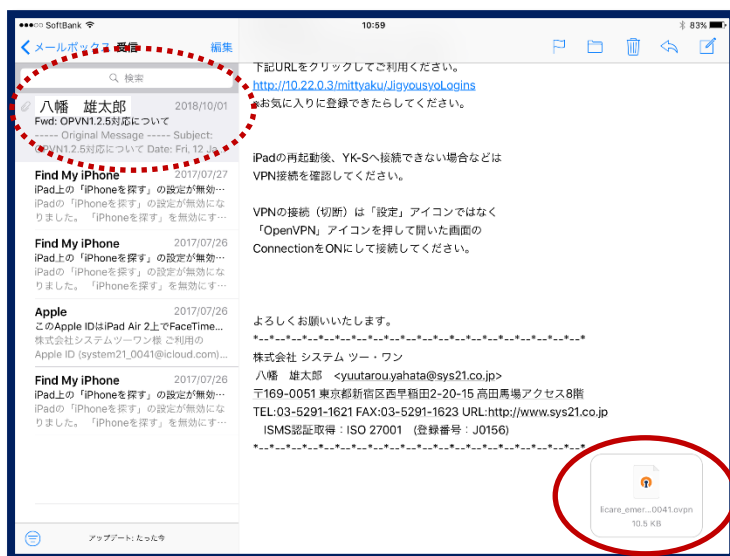 ●●●○○ SoftBank
10:59
83%
メールボックス 受信
編集
検索
八幡 雄太郎
2018/10/01
Fwd: OPVN1.2.5対応について
----- Original Message ----- Subject:
OPVN1.2.5対応について Date: Fri, 12 Ja
Find My iPhone
2017/07/27
iPad上の「iPhoneを探す」の設定が無効…
iPadの「iPhoneを探す」の設定が無効にな
りました。「iPhoneを探す」を無効にす…
Find My iPhone
2017/07/26
iPad上の「iPhoneを探す」の設定が無効…
iPadの「iPhoneを探す」の設定が無効にな
りました。「iPhoneを探す」を無効にす…
Apple
2017/07/26
このApple IDはiPad Air 2上でFaceTime...
株式会社システムツーワン様 ご利用の
Apple ID (system21_0041@icloud.com)...
Find My iPhone
2017/07/26
iPad上の「iPhoneを探す」の設定が無効…
iPadの「iPhoneを探す」の設定が無効にな
りました。「iPhoneを探す」を無効にす…
アップデート: たった今
下記URLをクリックしてご利用ください。
http://10.22.0.3/mittyaku/JigyousyoLogins
※お気に入りに登録できたらしてください。
iPadの再起動後、YK-Sへ接続できない場合などは
VPN接続を確認してください。
VPNの接続（切断）は「設定」アイコンではなく
「OpenVPN」アイコンを押して開いた画面の
ConnectionをONにして接続してください。
よろしくお願いいたします。
*--*--*--*--*--*--*--*--*--*--*--*--*--*--*--*--*--*--*--*
株式会社 システム ツー・ワン
八幡 雄太郎 <yuutarou.yahata@sys21.co.jp>
〒169-0051 東京都新宿区西早稲田2-20-15 高田馬場アクセス8階
TEL:03-5291-1621 FAX:03-5291-1623 URL:http://www.sys21.co.jp
ISMS認証取得：ISO 27001 (登録番号：J0156)
*--*--*--*--*--*--*--*--*--*--*--*--*--*--*--*--*--*--*--*
licare_emer...0041.ovpn
10.5 KB